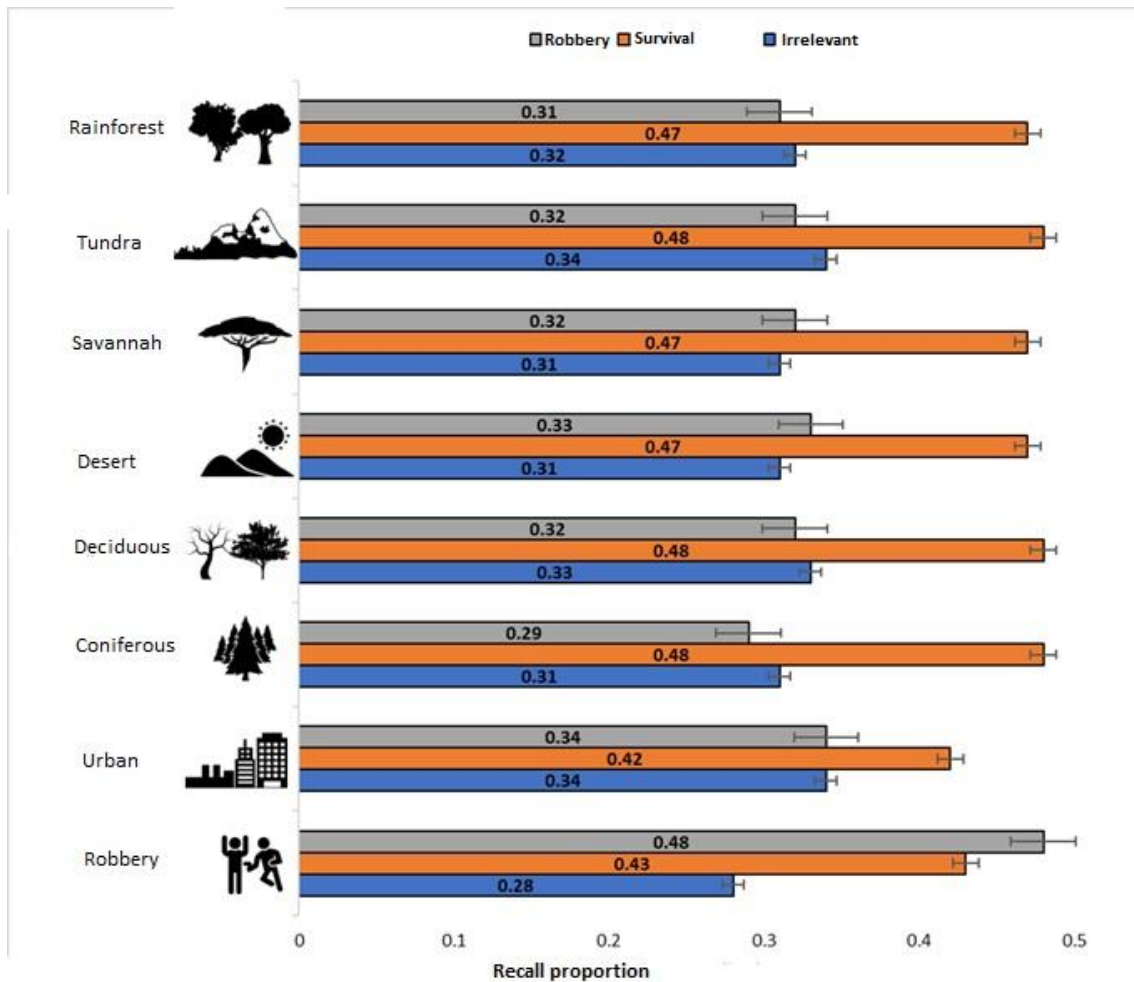 Robbery Survival Irrelevant
Rainforest
0.31
0.47
0.32
Tundra
0.32
0.48
0.34
Savannah
0.32
0.47
0.31
Desert
0.33
0.47
0.31
Deciduous
0.32
0.48
0.33
Coniferous
0.29
0.48
0.31
Urban
0.34
0.42
0.34
Robbery
0.48
0.43
0.28
0 0.1 0.2 0.3 0.4 0.5
Recall proportion